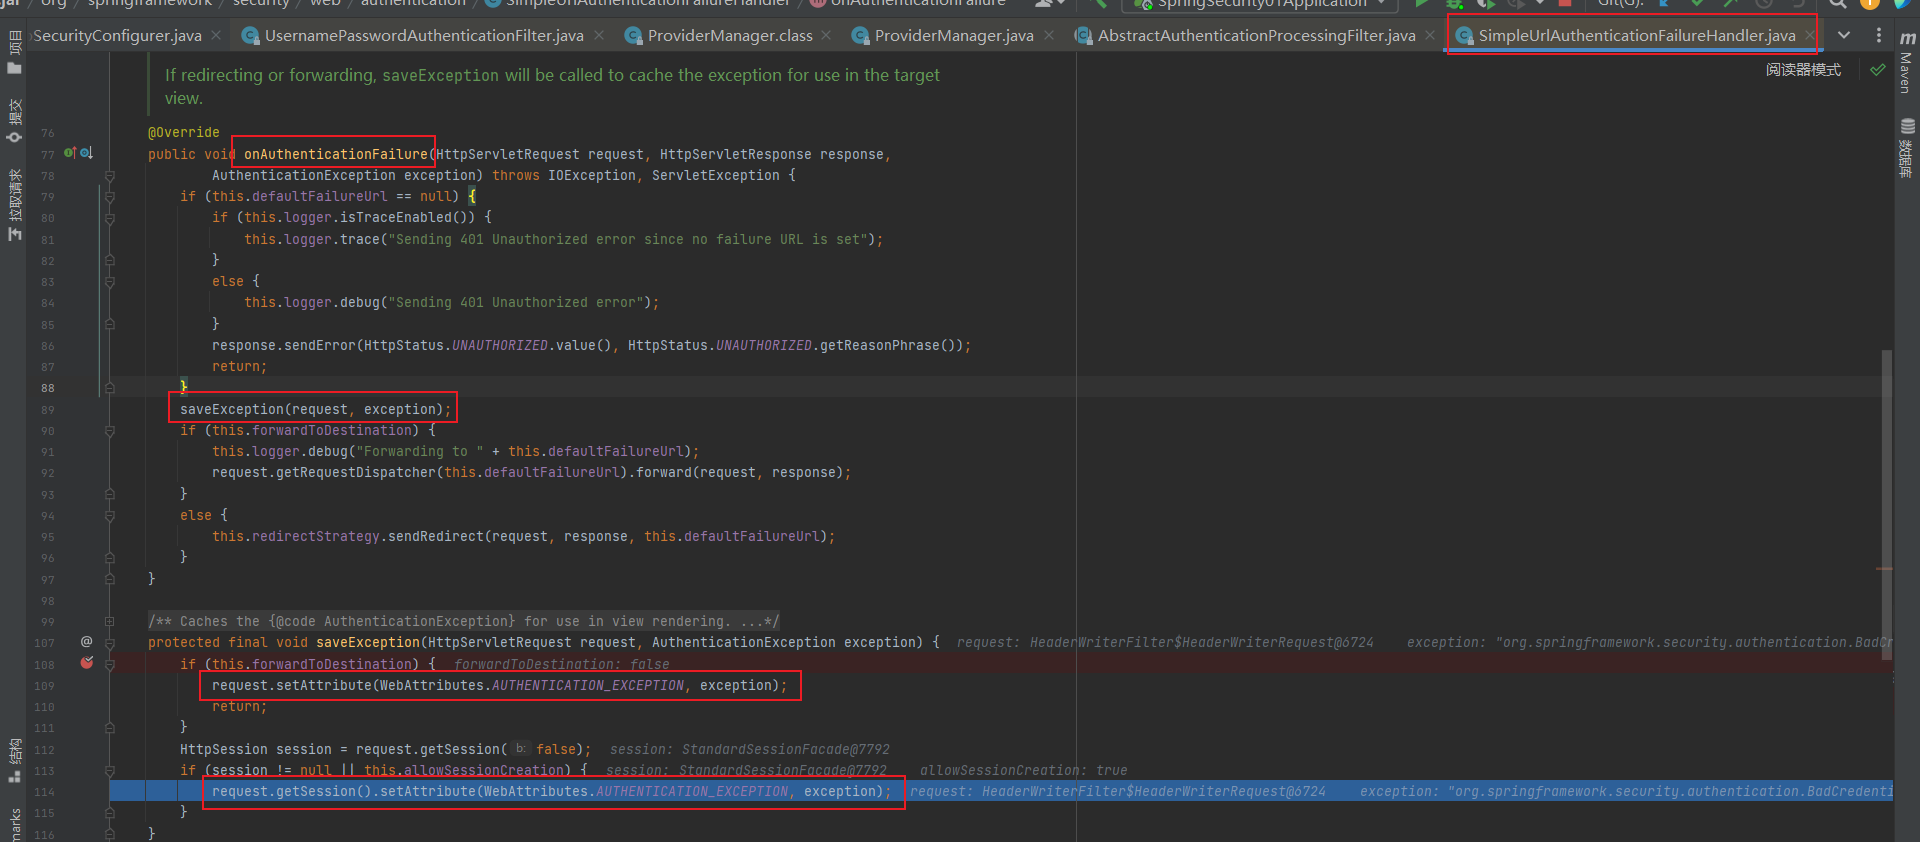 org / springframework / security / web / authentication / SimpleUrlAuthenticationFailureHandler / onAuthenticationFailure
SpringSecurity01Application
Git(G):
SecurityConfigurer.java
UsernamePasswordAuthenticationFilter.java
ProviderManager.class
ProviderManager.java
AbstractAuthenticationProcessingFilter.java
SimpleUrlAuthenticationFailureHandler.java
项目
提交
拉取请求
结构
marks
Maven
数据库
阅读器模式
If redirecting or forwarding, saveException will be called to cache the exception for use in the target
view.
76 @Override
77 public void onAuthenticationFailure(HttpServletRequest request, HttpServletResponse response,
78 AuthenticationException exception) throws IOException, ServletException {
79 if (this.defaultFailureUrl == null) {
80 if (this.logger.isTraceEnabled()) {
81 this.logger.trace("Sending 401 Unauthorized error since no failure URL is set");
82 }
83 else {
84 this.logger.debug("Sending 401 Unauthorized error");
85 }
86 response.sendError(HttpStatus.UNAUTHORIZED.value(), HttpStatus.UNAUTHORIZED.getReasonPhrase());
87 return;
88 }
89 saveException(request, exception);
90 if (this.forwardToDestination) {
91 this.logger.debug("Forwarding to " + this.defaultFailureUrl);
92 request.getRequestDispatcher(this.defaultFailureUrl).forward(request, response);
93 }
94 else {
95 this.redirectStrategy.sendRedirect(request, response, this.defaultFailureUrl);
96 }
97 }
98
99 /** Caches the {@code AuthenticationException} for use in view rendering. ...*/
107 @ protected final void saveException(HttpServletRequest request, AuthenticationException exception) { request: HeaderWriterFilter$HeaderWriterRequest@6724 exception: "org.springframework.security.authentication.BadCre
108 if (this.forwardToDestination) { forwardToDestination: false
109 request.setAttribute(WebAttributes.AUTHENTICATION_EXCEPTION, exception);
110 return;
111 }
112 HttpSession session = request.getSession( b: false); session: StandardSessionFacade@7792
113 if (session != null || this.allowSessionCreation) { session: StandardSessionFacade@7792 allowSessionCreation: true
114 request.getSession().setAttribute(WebAttributes.AUTHENTICATION_EXCEPTION, exception); request: HeaderWriterFilter$HeaderWriterRequest@6724 exception: "org.springframework.security.authentication.BadCredenti
115 }
116 }